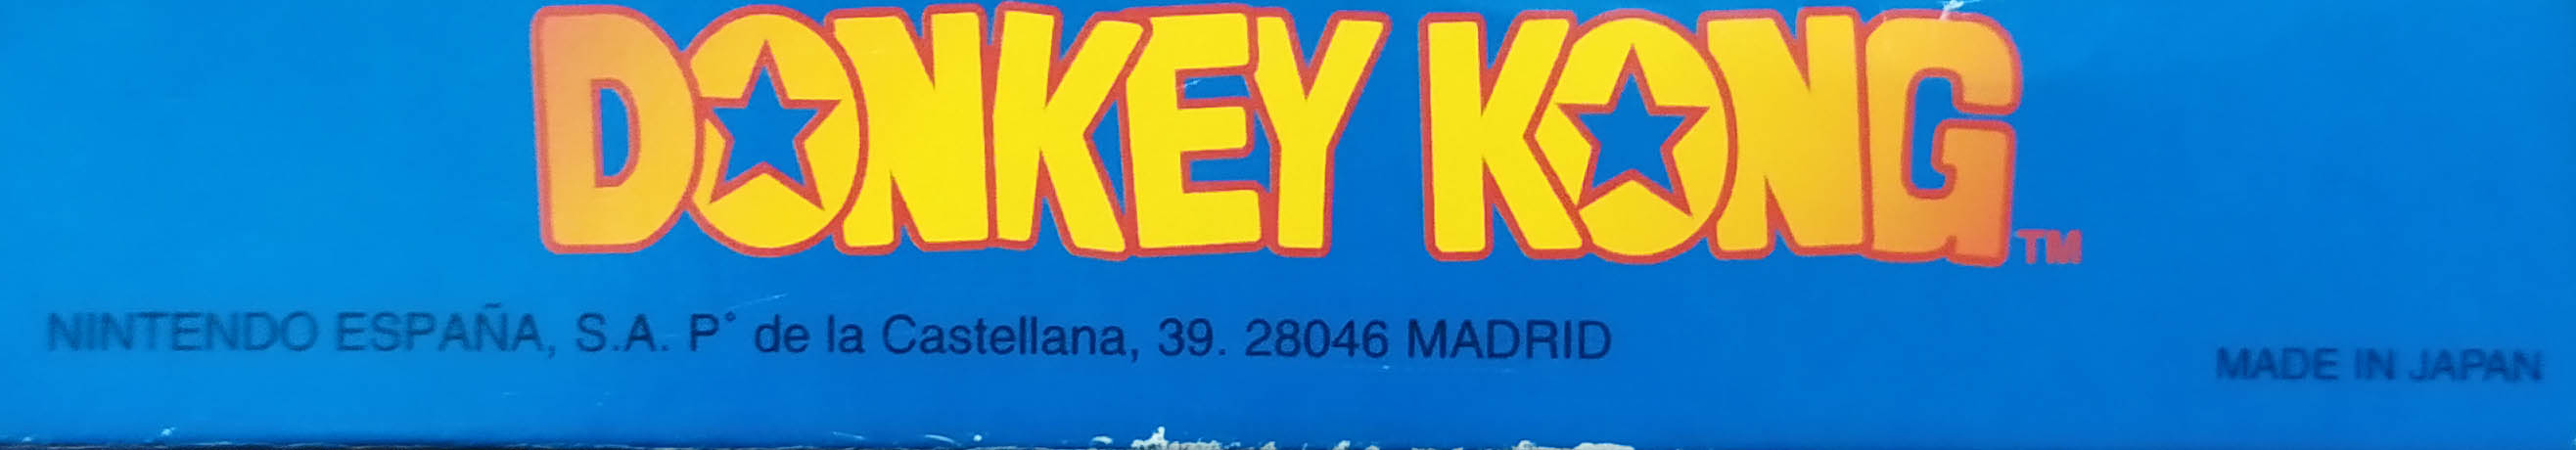 DONKEY KONG™
NINTENDO ESPAÑA, S.A. P° de la Castellana, 39. 28046 MADRID
MADE IN JAPAN